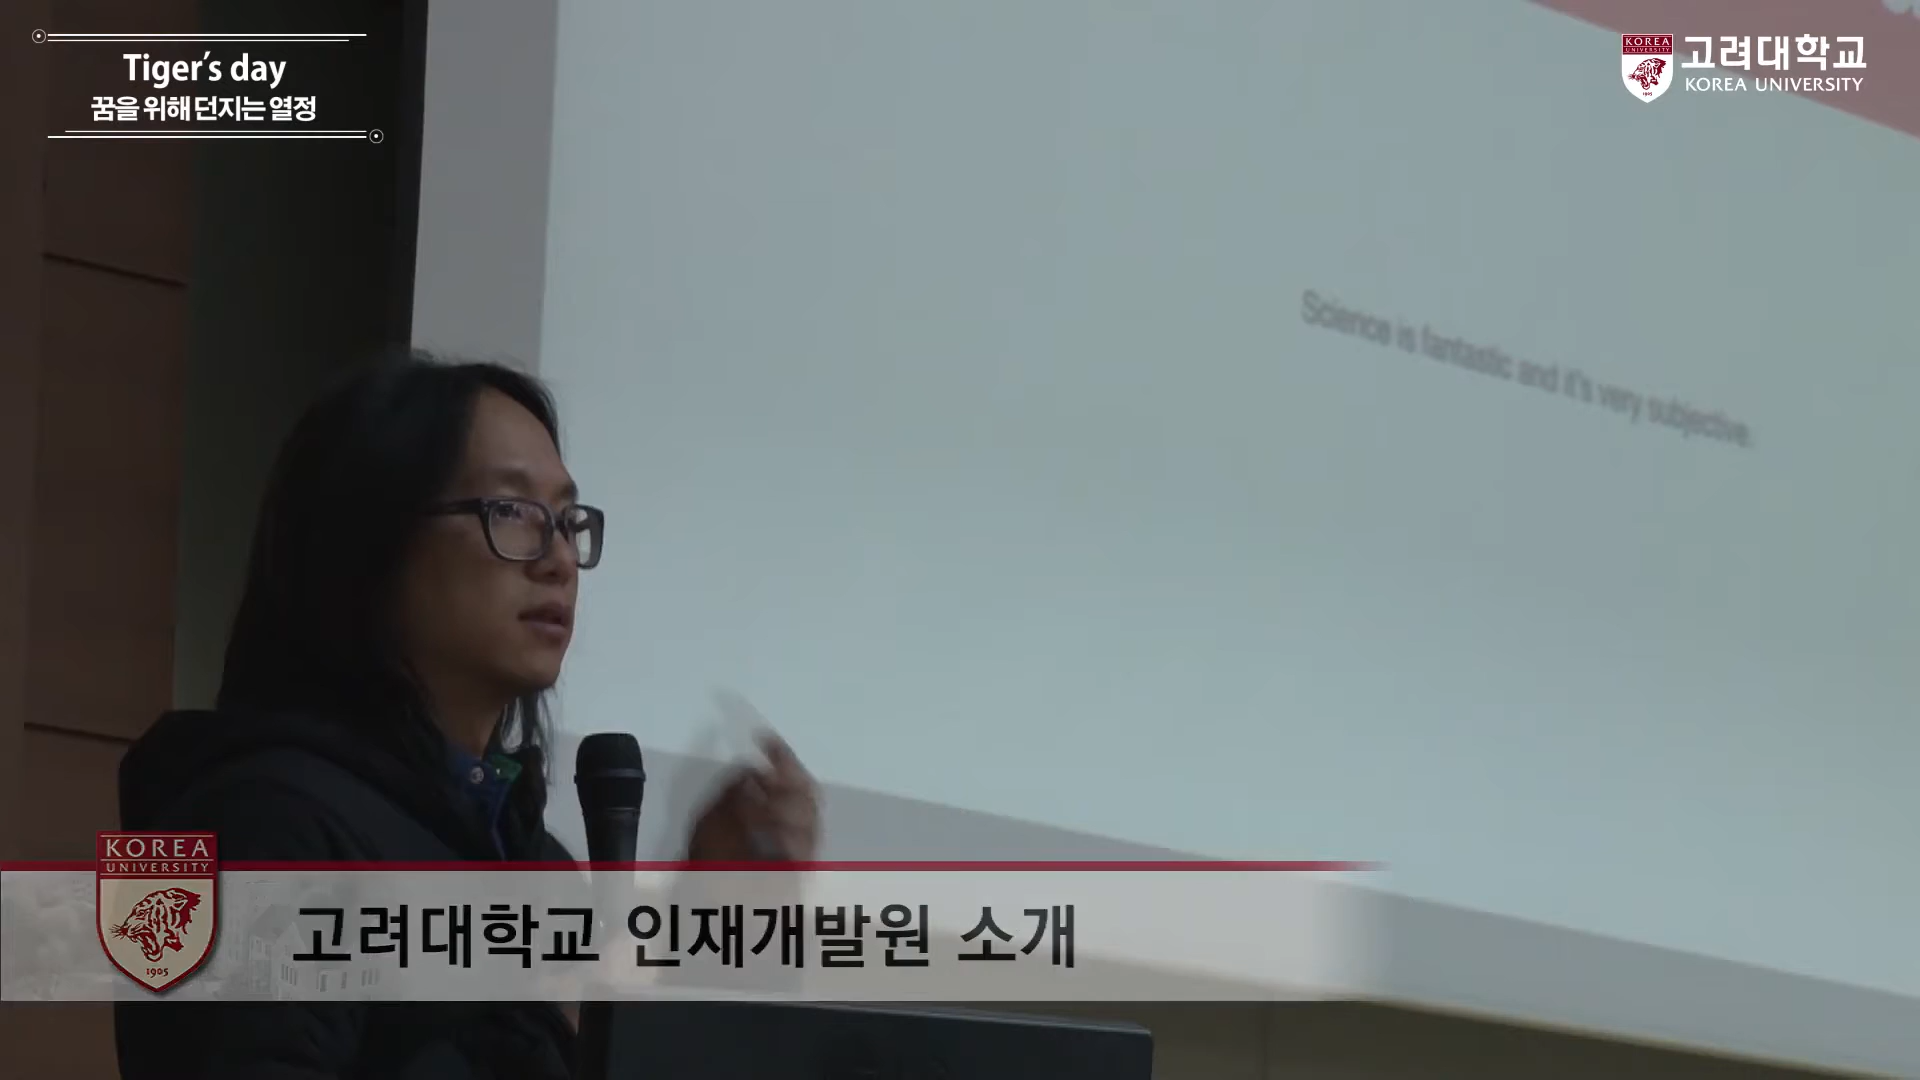 Tiger's day
꿈을 위해 던지는 열정
KOREA
UNIVERSITY
1905
고려대학교
KOREA UNIVERSITY
Science is fantastic and it's very subjective.
KOREA
UNIVERSITY
1905
고려대학교 인재개발원 소개